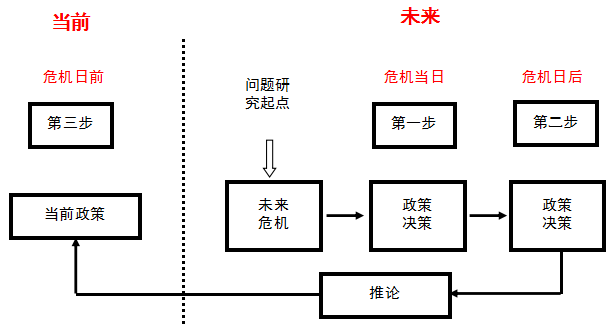 当前
未来
危机日前
危机当日
危机日后
问题研
究起点
第三步
第一步
第二步
当前政策
未来
危机
政策
决策
政策
决策
推论